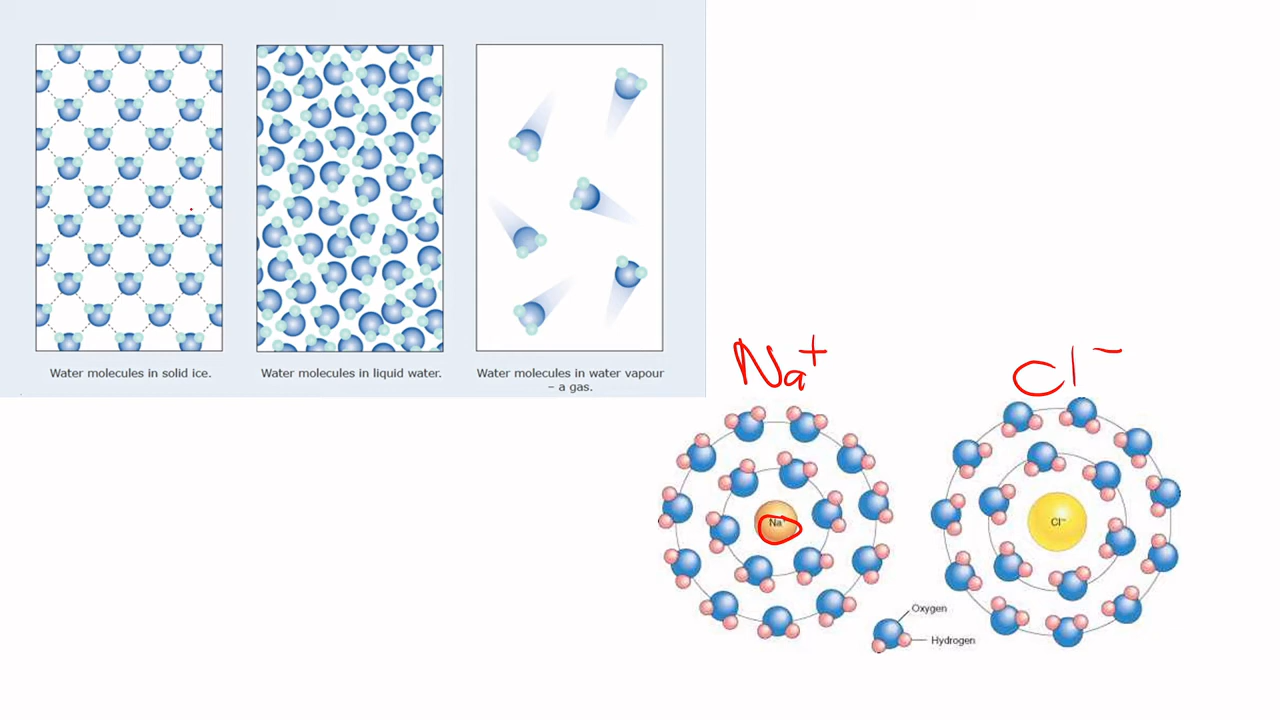 Water molecules in solid ice.
Water molecules in liquid water.
Water molecules in water vapour
– a gas.
Na⁺
Cl⁻
Na⁺
Cl⁻
Oxygen
Hydrogen